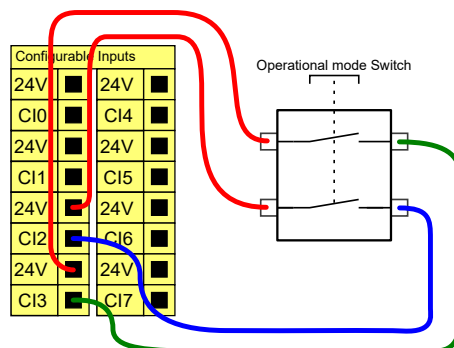 Configurable Inputs
Operational mode Switch
24V 24V
CI0 CI4
24V 24V
CI1 CI5
24V 24V
CI2 CI6
24V 24V
CI3 CI7